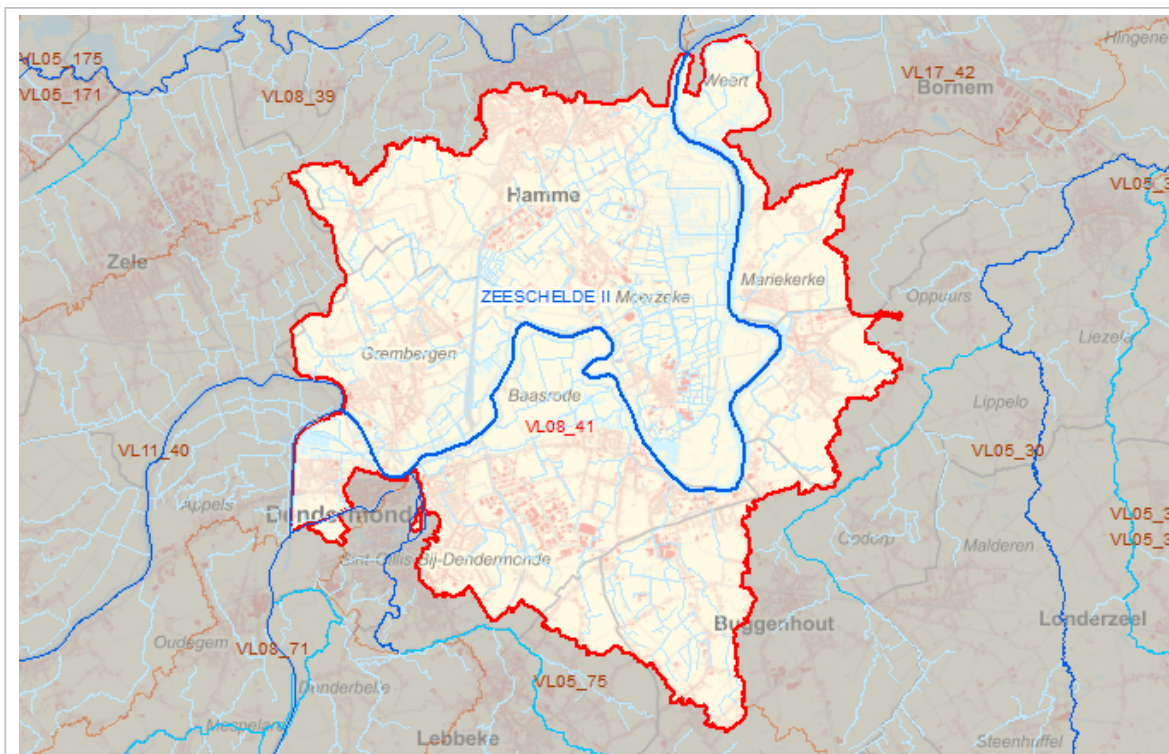 Hingene
VL05_175
VL17_42
Weert
Bornem
VL05_171
VL08_39
VL05_3
Hamme
Zele
Mariekerke
ZEESCHELDE II
Moerzeke
Oppuurs
Liezele
Grembergen
Baasrode
Lippelo
VL08_41
VL11_40
VL05_30
Appels
Dendermonde
VL05_3
Malderen
VL05_3
Sint-Gillis-Bij-Dendermonde
Buggenhout
Londerzeel
Oudegem
VL08_71
VL05_75
Denderbelle
Mespelare
Lebbeke
Steenhuffel